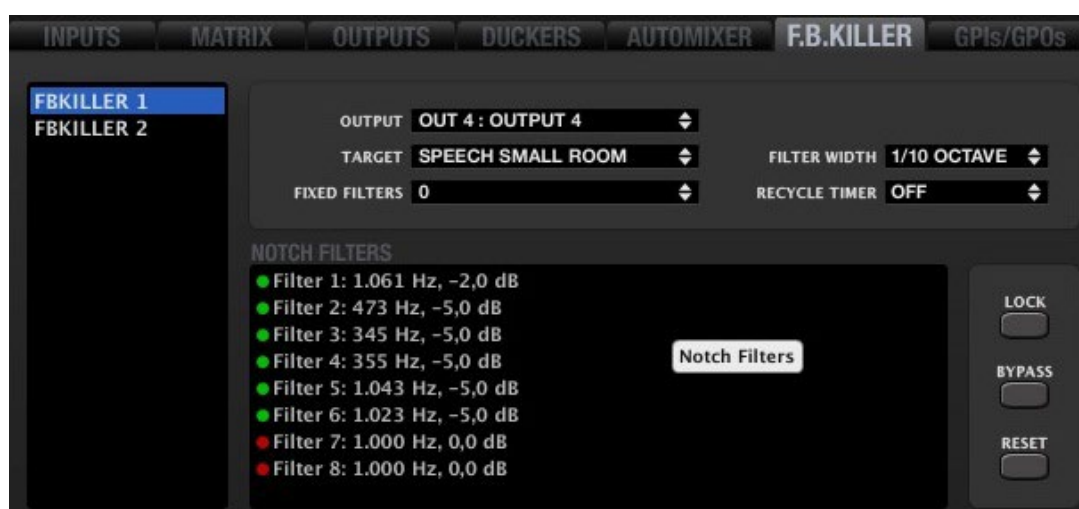 INPUTS MATRIX OUTPUTS DUCKERS AUTOMIXER F.B.KILLER GPIs/GPOs
FBKILLER 1
FBKILLER 2
OUTPUT OUT 4 : OUTPUT 4
TARGET SPEECH SMALL ROOM FILTER WIDTH 1/10 OCTAVE
FIXED FILTERS 0 RECYCLE TIMER OFF
NOTCH FILTERS
Filter 1: 1.061 Hz, -2,0 dB
Filter 2: 473 Hz, -5,0 dB
Filter 3: 345 Hz, -5,0 dB
Filter 4: 355 Hz, -5,0 dB
Filter 5: 1.043 Hz, -5,0 dB
Filter 6: 1.023 Hz, -5,0 dB
Filter 7: 1.000 Hz, 0,0 dB
Filter 8: 1.000 Hz, 0,0 dB
Notch Filters
LOCK
BYPASS
RESET